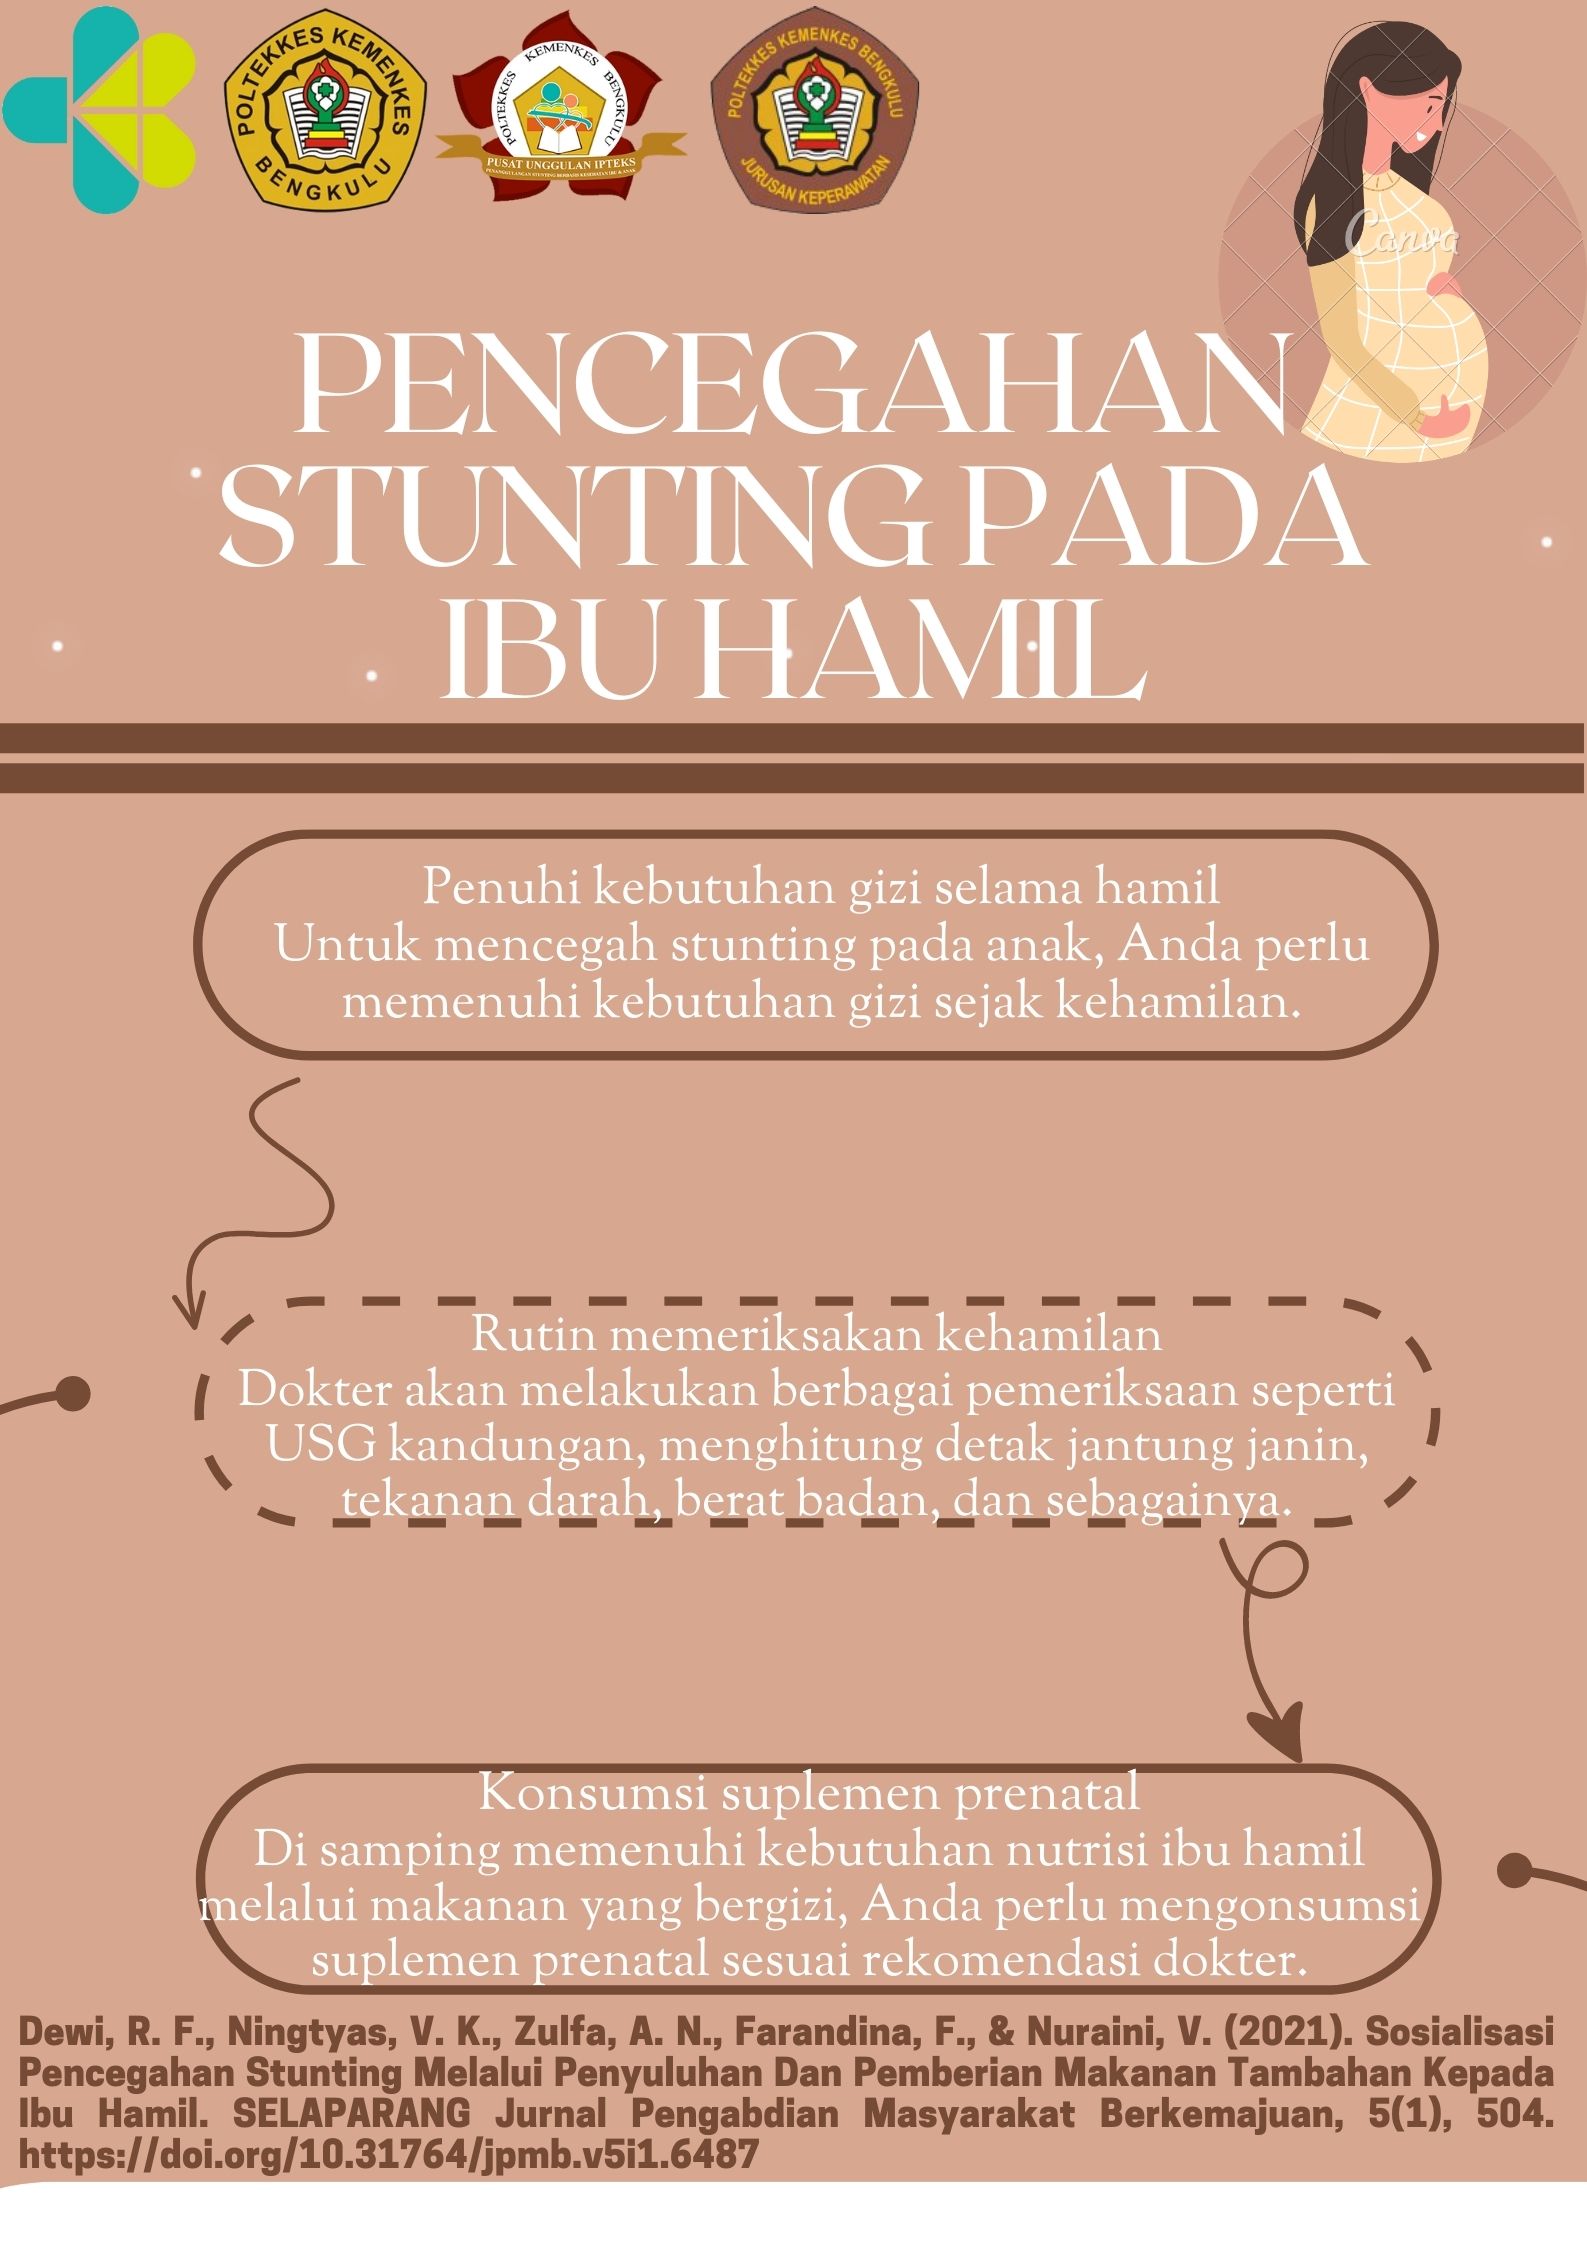 POLTEKKES KEMENKES
BENGKULU
POLTEKKES KEMENKES BENGKULU
PUSAT UNGGULAN IPTEKS
PENANGGULANGAN STUNTING BERBASIS KESEHATAN IBU & ANAK
POLTEKKES KEMENKES BENGKULU
JURUSAN KEPERAWATAN
Canva
PENCEGAHAN
STUNTING PADA
IBU HAMIL
Penuhi kebutuhan gizi selama hamil
Untuk mencegah stunting pada anak, Anda perlu
memenuhi kebutuhan gizi sejak kehamilan.
Rutin memeriksakan kehamilan
Dokter akan melakukan berbagai pemeriksaan seperti
USG kandungan, menghitung detak jantung janin,
tekanan darah, berat badan, dan sebagainya.
Konsumsi suplemen prenatal
Di samping memenuhi kebutuhan nutrisi ibu hamil
melalui makanan yang bergizi, Anda perlu mengonsumsi
suplemen prenatal sesuai rekomendasi dokter.
Dewi, R. F., Ningtyas, V. K., Zulfa, A. N., Farandina, F., & Nuraini, V. (2021). Sosialisasi
Pencegahan Stunting Melalui Penyuluhan Dan Pemberian Makanan Tambahan Kepada
Ibu Hamil. SELAPARANG Jurnal Pengabdian Masyarakat Berkemajuan, 5(1), 504.
https://doi.org/10.31764/jpmb.v5i1.6487